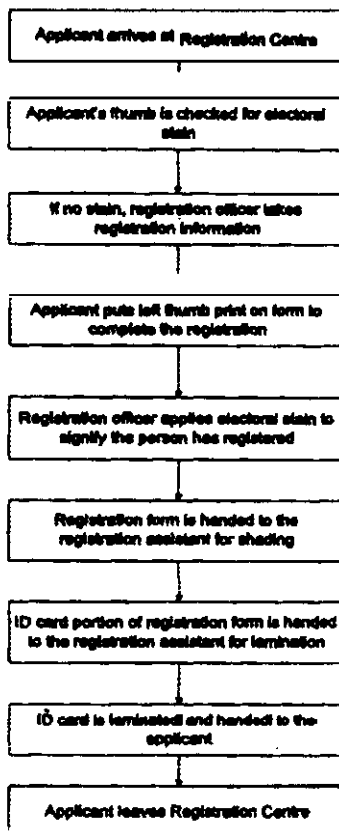 Applicant arrives at Registration Centre
Applicant's thumb is checked for electoral
stain
If no stain, registration officer takes
registration information
Applicant puts left thumb print on form to
complete the registration
Registration officer applies electoral stain to
signify the person has registered
Registration form is handed to the
registration assistant for shading
ID card portion of registration form is handed
to the registration assistant for lamination
ID card is laminated and handed to the
applicant
Applicant leaves Registration Centre